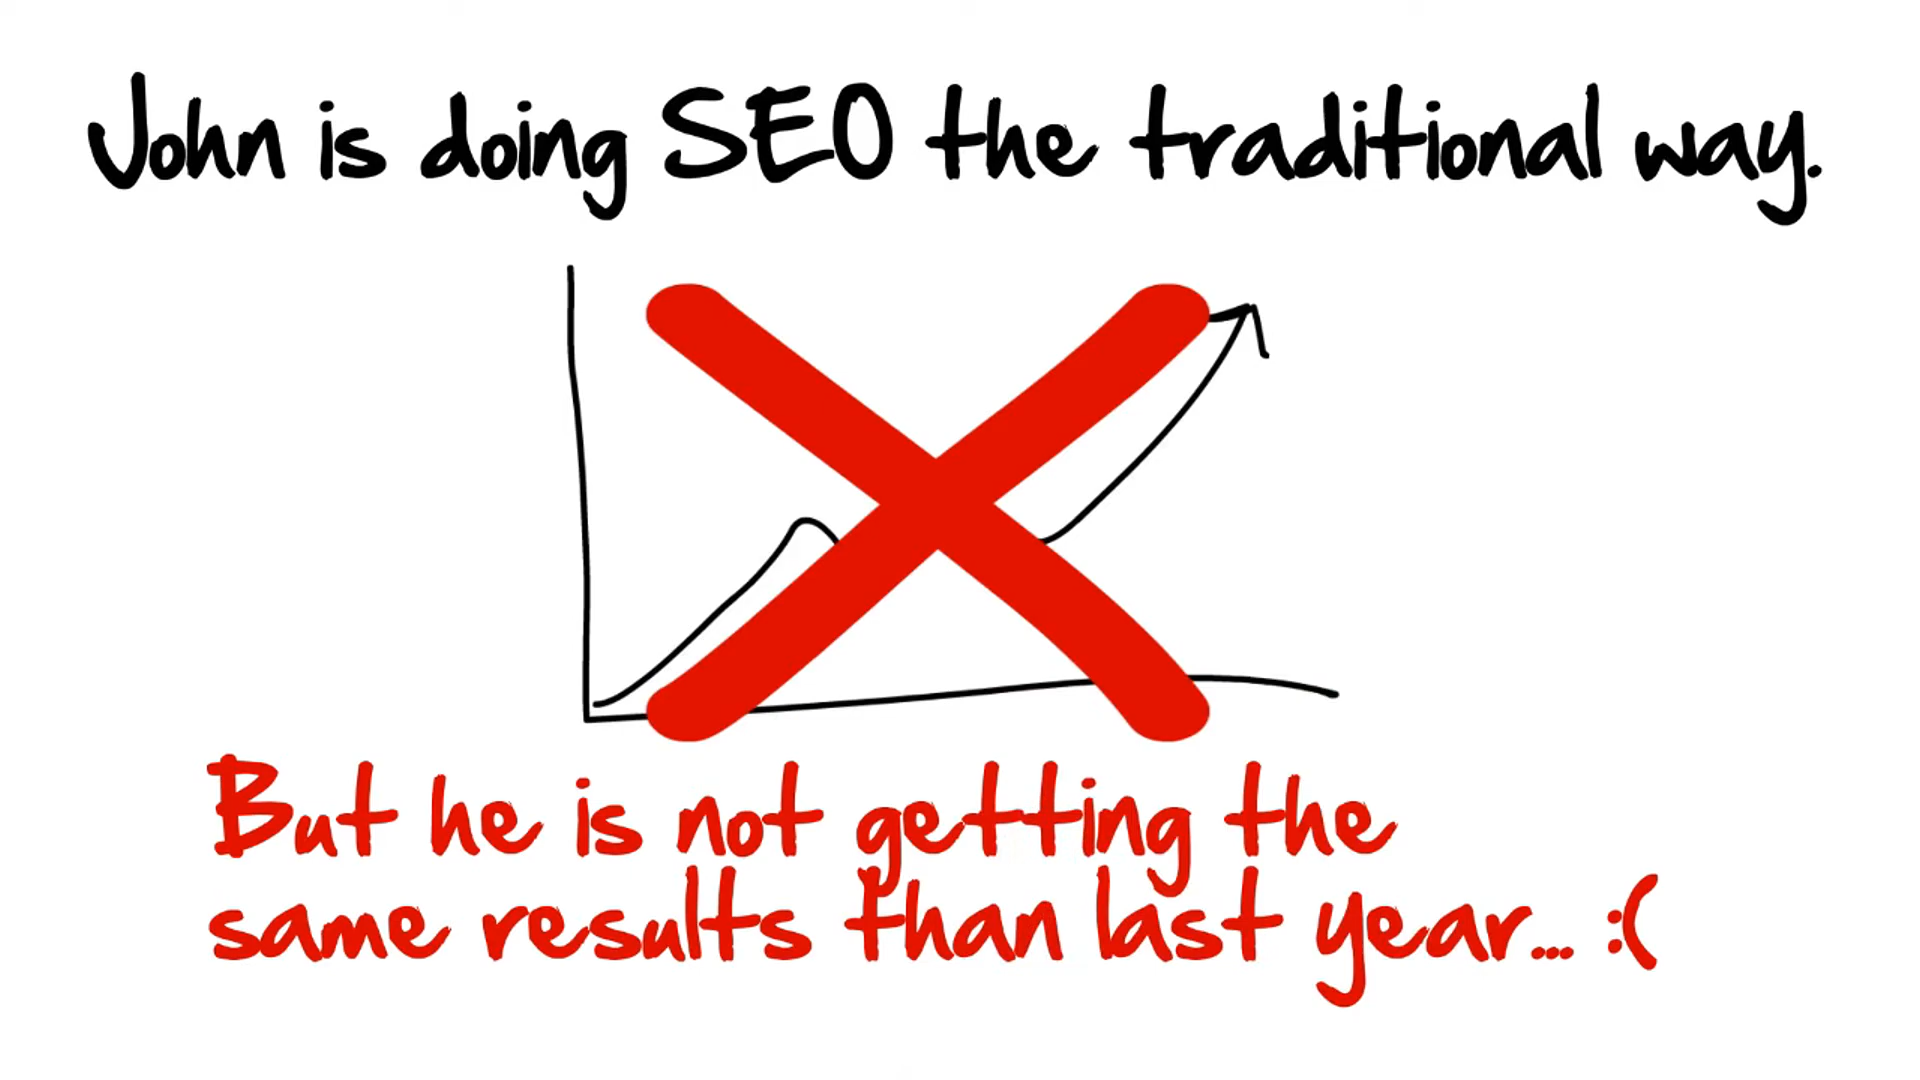 John is doing SEO the traditional way.
But he is not getting the
same results than last year... :(